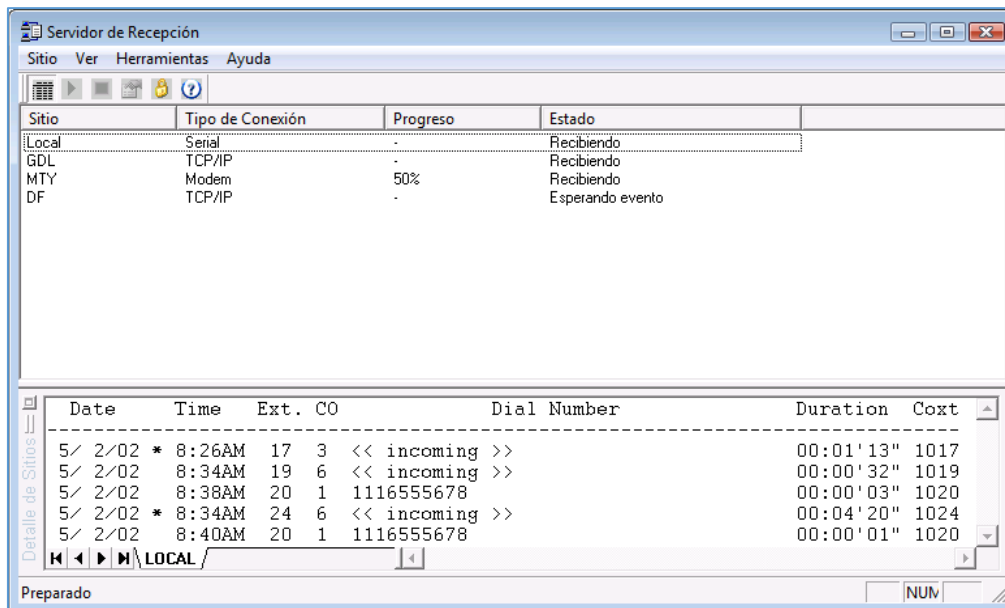 Servidor de Recepción
Sitio Ver Herramientas Ayuda
Sitio Tipo de Conexión Progreso Estado
Local Serial - Recibiendo
GDL TCP/IP - Recibiendo
MTY Modem 50% Recibiendo
DF TCP/IP - Esperando evento
Detalle de Sitios
Date Time Ext. CO Dial Number Duration Coxt
--------------------------------------------------------------------------------
5/ 2/02 * 8:26AM 17 3 << incoming >> 00:01'13" 1017
5/ 2/02 8:34AM 19 6 << incoming >> 00:00'32" 1019
5/ 2/02 8:38AM 20 1 1116555678 00:00'03" 1020
5/ 2/02 * 8:34AM 24 6 << incoming >> 00:04'20" 1024
5/ 2/02 8:40AM 20 1 1116555678 00:00'01" 1020
LOCAL
Preparado NUM